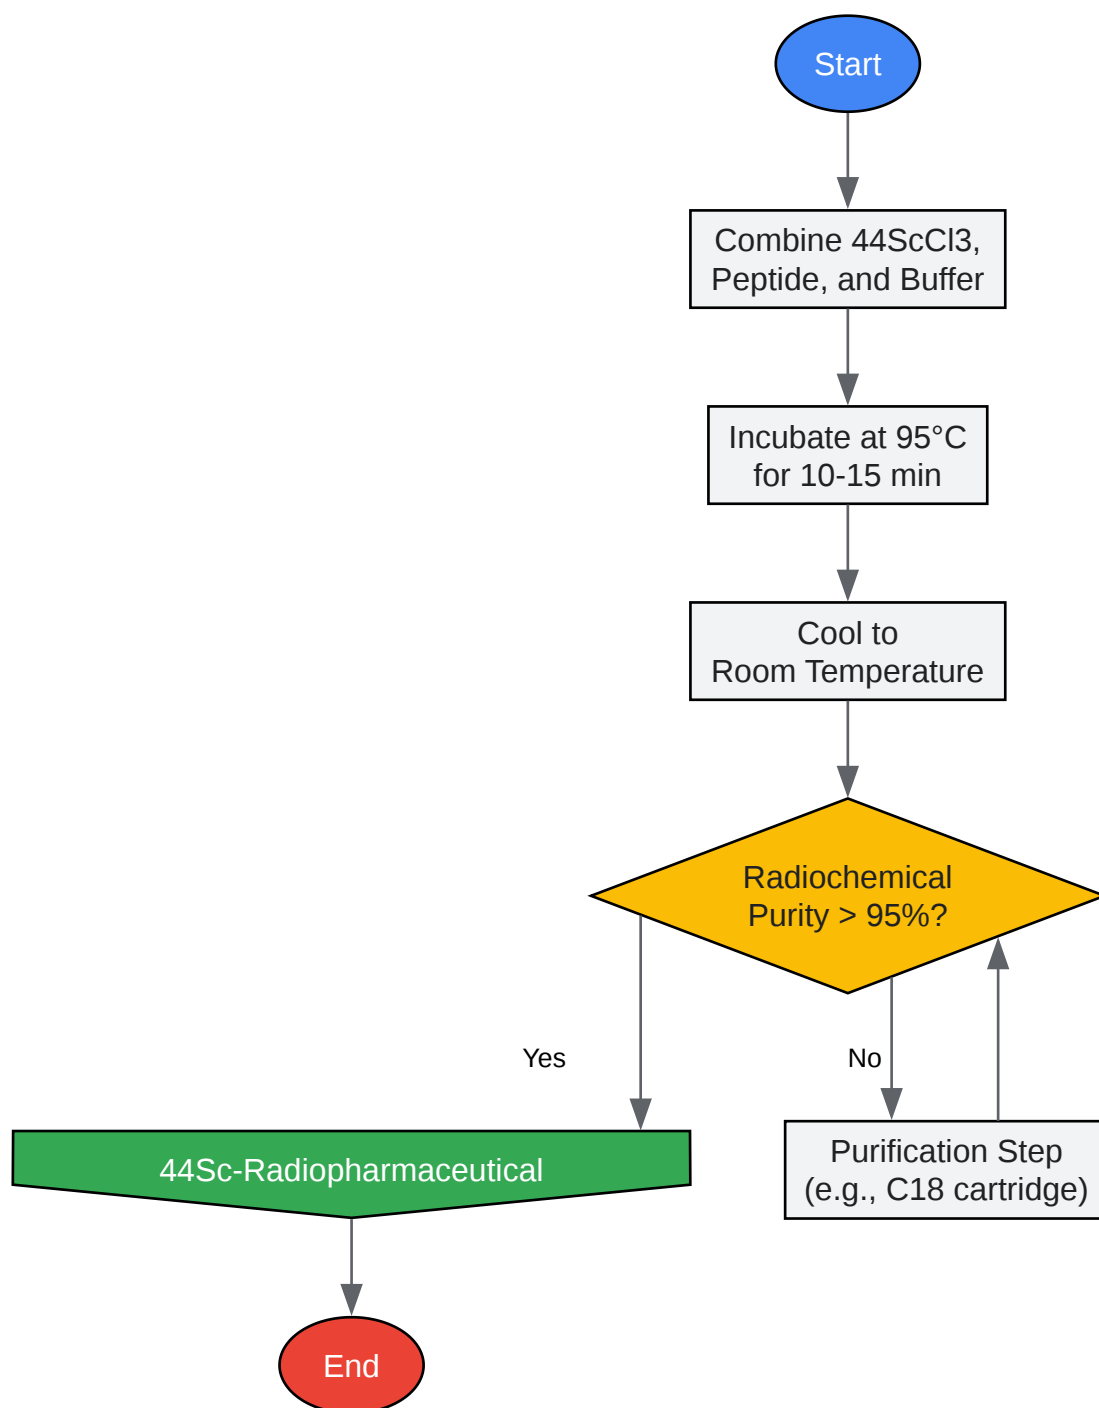 Start
Combine 44ScCl3,
Peptide, and Buffer
Incubate at 95°C
for 10-15 min
Cool to
Room Temperature
Radiochemical
Purity > 95%?
Yes
No
Purification Step
(e.g., C18 cartridge)
44Sc-Radiopharmaceutical
End